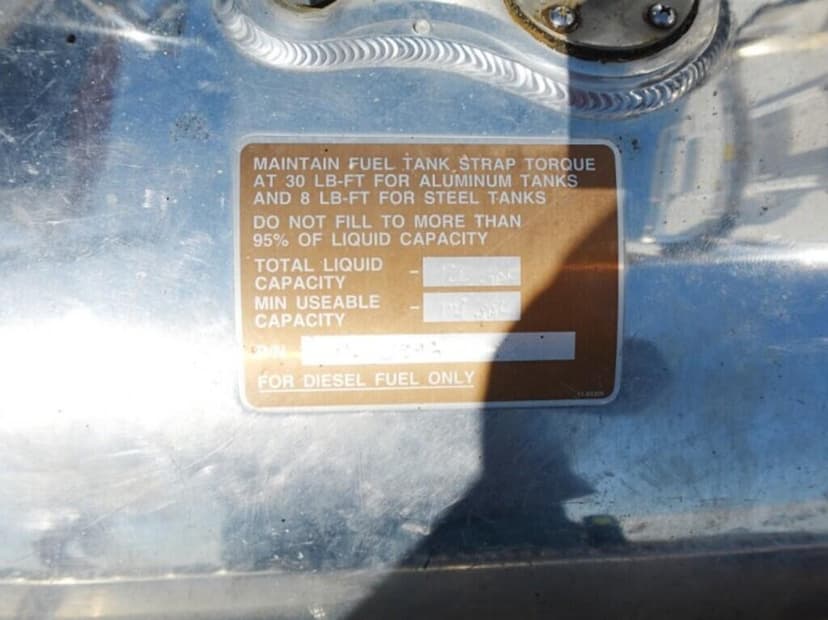 MAINTAIN FUEL TANK STRAP TORQUE
AT 30 LB-FT FOR ALUMINUM TANKS
AND 8 LB-FT FOR STEEL TANKS
DO NOT FILL TO MORE THAN
95% OF LIQUID CAPACITY
TOTAL LIQUID
CAPACITY -
MIN USEABLE
CAPACITY -
P/N
FOR DIESEL FUEL ONLY